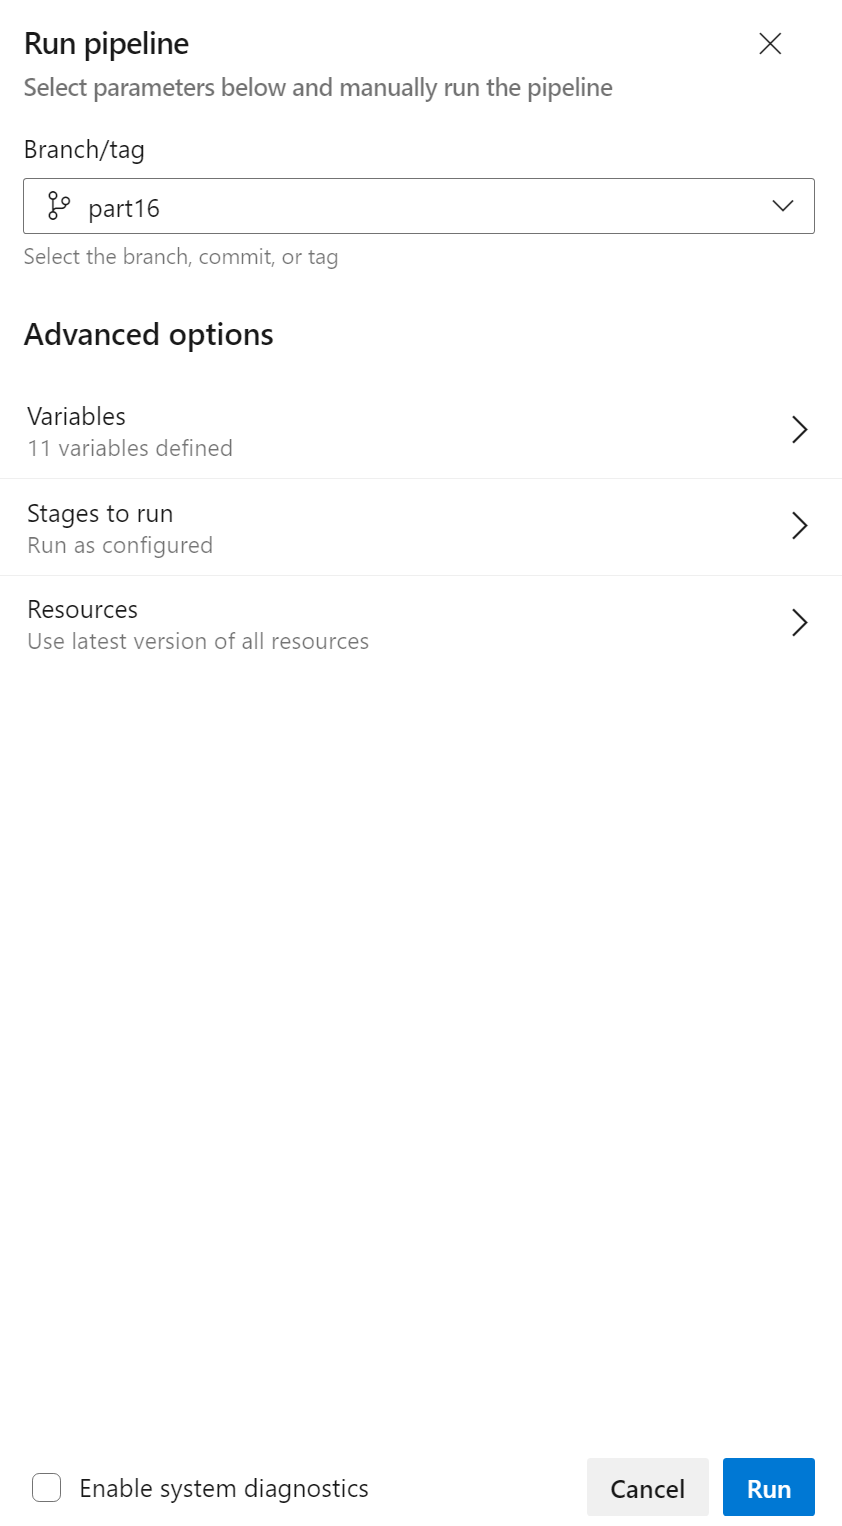 Run pipeline
Select parameters below and manually run the pipeline
Branch/tag
part16
Select the branch, commit, or tag
Advanced options
Variables
11 variables defined
Stages to run
Run as configured
Resources
Use latest version of all resources
Enable system diagnostics
Cancel
Run